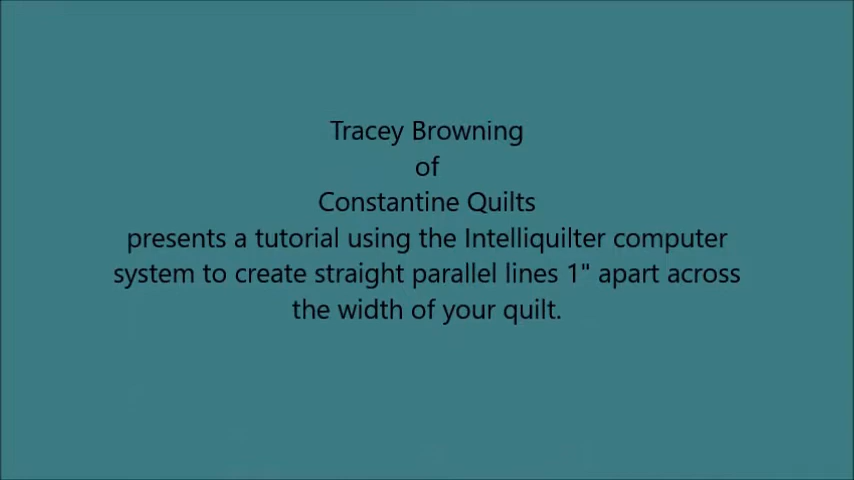 Tracey Browning
of
Constantine Quilts
presents a tutorial using the Intelliquilter computer
system to create straight parallel lines 1" apart across
the width of your quilt.